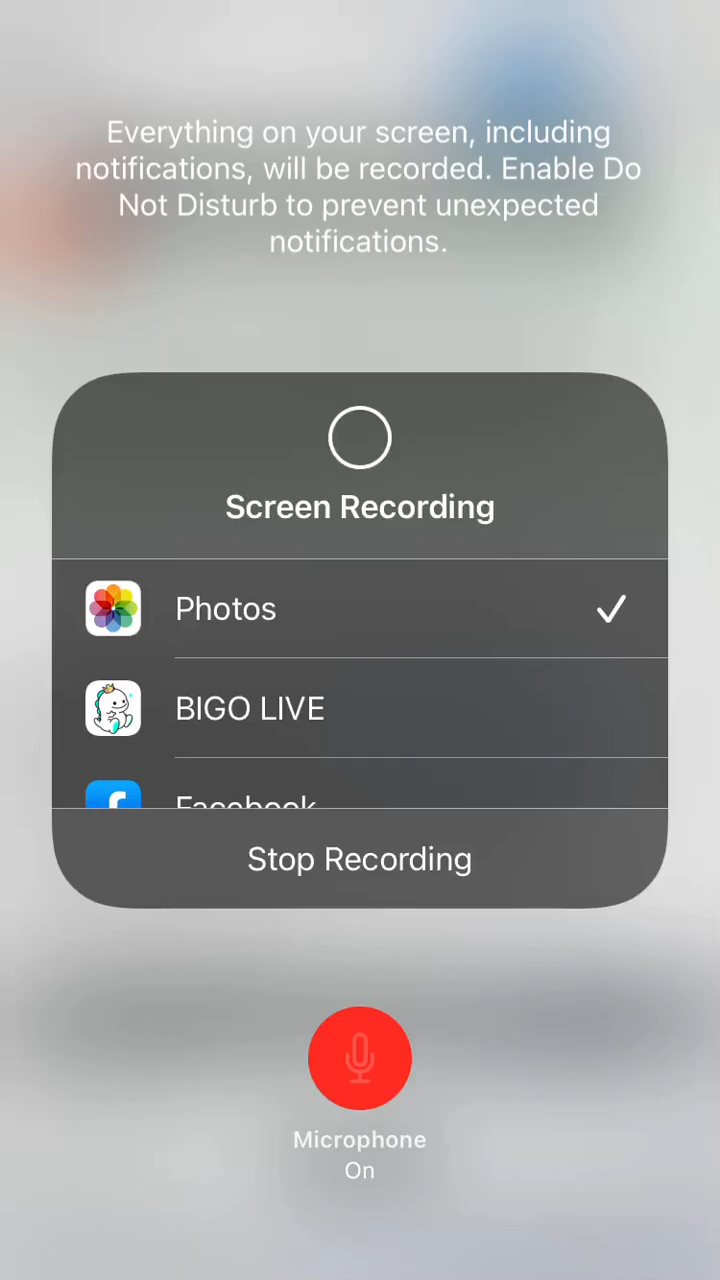 Everything on your screen, including
notifications, will be recorded. Enable Do
Not Disturb to prevent unexpected
notifications.
Screen Recording
Photos
BIGO LIVE
Facebook
Stop Recording
Microphone
On